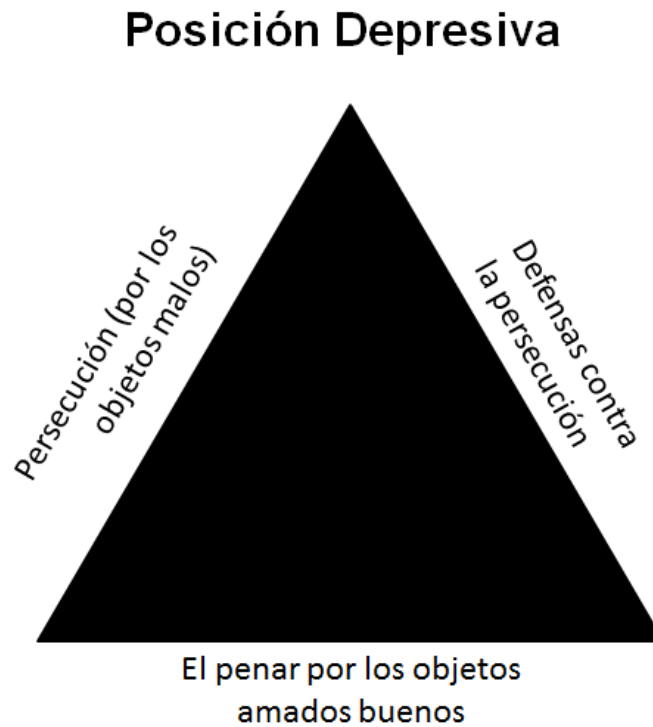 Posición Depresiva
Persecución (por los
objetos malos)
Defensas contra
la persecución
El penar por los objetos
amados buenos